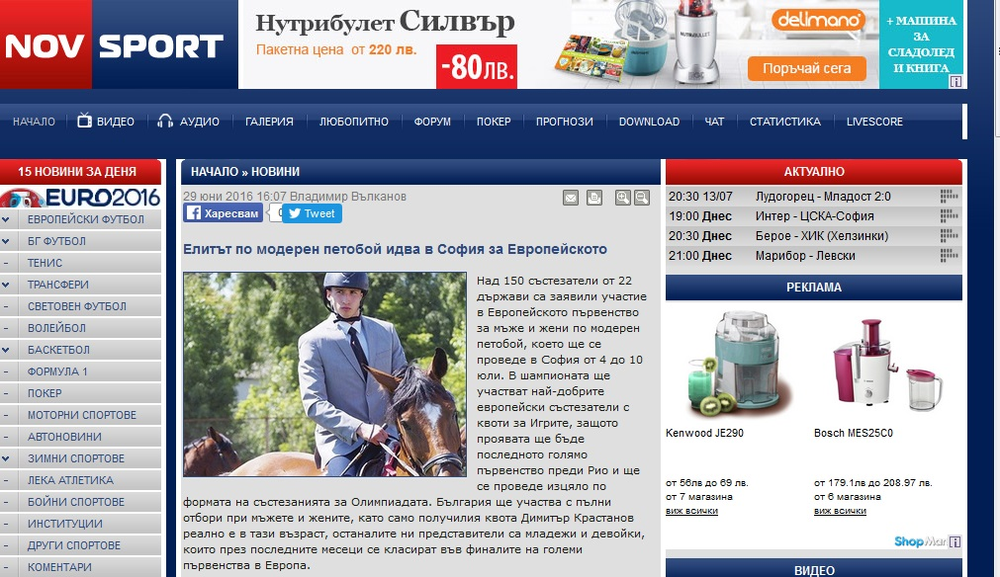 NOV SPORT
Нутрибулет Силвър
Пакетна цена от 220 лв.
-80лв.
delimano
NUTRIBULLET
Поръчай сега
+ МАШИНА
ЗА
СЛАДОЛЕД
И КНИГА
НАЧАЛО ВИДЕО АУДИО ГАЛЕРИЯ ЛЮБОПИТНО ФОРУМ ПОКЕР ПРОГНОЗИ DOWNLOAD ЧАТ СТАТИСТИКА LIVESCORE
15 НОВИНИ ЗА ДЕНЯ
EURO2016
ЕВРОПЕЙСКИ ФУТБОЛ
БГ ФУТБОЛ
ТЕНИС
ТРАНСФЕРИ
СВЕТОВЕН ФУТБОЛ
ВОЛЕЙБОЛ
БАСКЕТБОЛ
ФОРМУЛА 1
ПОКЕР
МОТОРНИ СПОРТОВЕ
АВТОНОВИНИ
ЗИМНИ СПОРТОВЕ
ЛЕКА АТЛЕТИКА
БОЙНИ СПОРТОВЕ
ИНСТИТУЦИИ
ДРУГИ СПОРТОВЕ
КОМЕНТАРИ
НАЧАЛО » НОВИНИ
29 юни 2016 16:07 Владимир Вълканов
Харесвам
Tweet
Елитът по модерен петобой идва в София за Европейското
Над 150 състезатели от 22
държави са заявили участие
в Европейското първенство
за мъже и жени по модерен
петобой, което ще се
проведе в София от 4 до 10
юли. В шампионата ще
участват най-добрите
европейски състезатели с
квоти за Игрите, защото
проявата ще бъде
последното голямо
първенство преди Рио и ще
се проведе изцяло по
формата на състезанията за Олимпиадата. България ще участва с пълни
отбори при мъжете и жените, като само получилия квота Димитър Крастанов
реално е в тази възраст, останалите ни представители са младежи и девойки,
които през последните месеци се класират във финалите на големи
първенства в Европа.
АКТУАЛНО
20:30 13/07 Лудогорец - Младост 2:0
19:00 Днес Интер - ЦСКА-София
20:30 Днес Берое - ХИК (Хелзинки)
21:00 Днес Марибор - Левски
РЕКЛАМА
Kenwood JE290
от 56лв до 69 лв.
от 7 магазина
виж всички
Bosch MES25C0
от 179.1лв до 208.97 лв.
от 6 магазина
виж всички
ShopMania
ВИДЕО